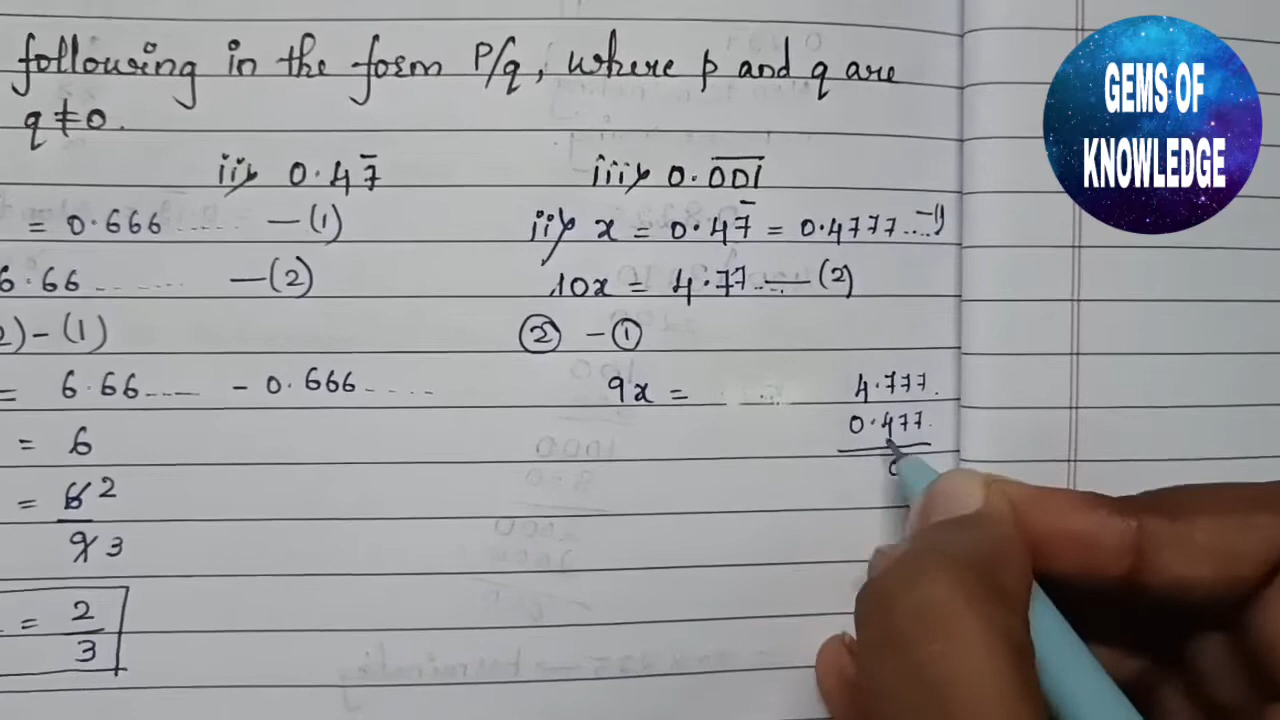 following in the form P/q, where p and q are
q ≠ 0.
ii) 0.47̅
iii) 0.0̅0̅1̅
= 0.666...... —(1)
6.66........ —(2)
2)-(1)
= 6.66.... - 0.666....
= 6
= 6 2
9 3
= 2
3
ii) x = 0.47̅ = 0.4777....—1)
10x = 4.77....—(2)
② - ①
9x =
4.777.
0.477.
GEMS OF
KNOWLEDGE